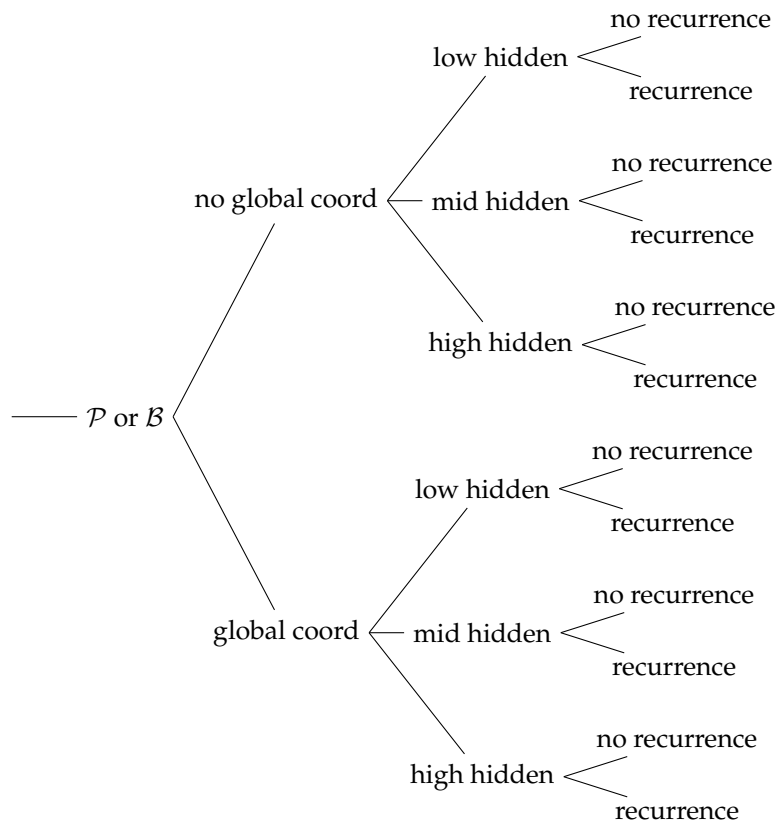 no recurrence
low hidden
recurrence
no recurrence
no global coord
mid hidden
recurrence
no recurrence
high hidden
recurrence
𝒫 or ℬ
no recurrence
low hidden
recurrence
no recurrence
global coord
mid hidden
recurrence
no recurrence
high hidden
recurrence